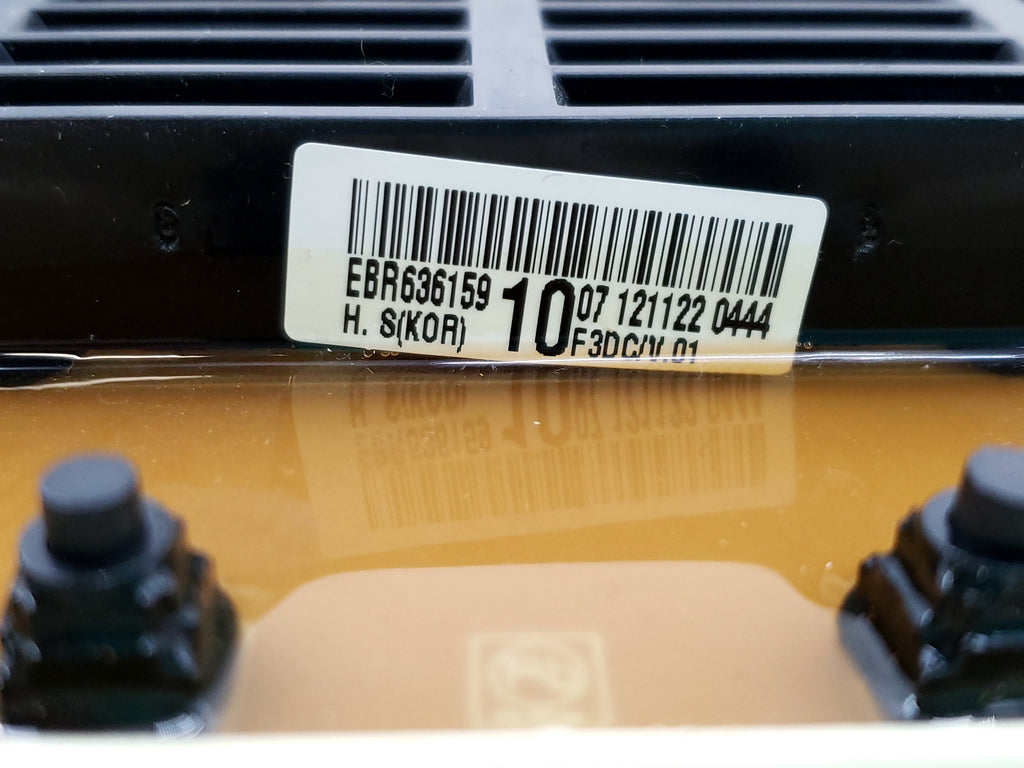 EBR636159 10 07 121122 0444
H. S(KOR) F3DC/V.01